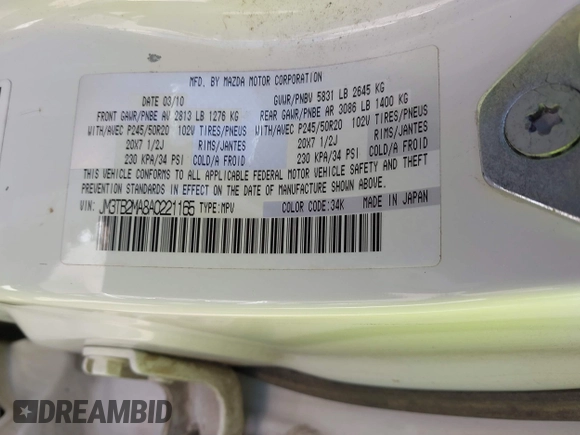 MFD. BY MAZDA MOTOR CORPORATION
DATE 03/10 GVWR/PNBV 5831 LB 2645 KG
FRONT GAWR/PNBE AV 2813 LB 1276 KG REAR GAWR/PNBE AR 3086 LB 1400 KG
WITH/AVEC P245/50R20 102V TIRES/PNEUS WITH/AVEC P245/50R20 102V TIRES/PNEUS
20X7 1/2J RIMS/JANTES 20X7 1/2J RIMS/JANTES
230 KPA/34 PSI COLD/A FROID 230 KPA/34 PSI COLD/A FROID
THIS VEHICLE CONFORMS TO ALL APPLICABLE FEDERAL MOTOR VEHICLE SAFETY AND THEFT
PREVENTION STANDARDS IN EFFECT ON THE DATE OF MANUFACTURE SHOWN ABOVE.
VIN: JM3TB2MA8A0221165 TYPE:MPV COLOR CODE:34K MADE IN JAPAN
DREAMBID